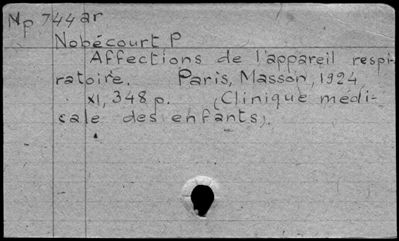 Np 744ar
Nobécourt P
Affections de l'appareil respi-
ratoire. Paris, Masson, 1924
XI, 348 p. (Clinique médi-
cale des enfants).